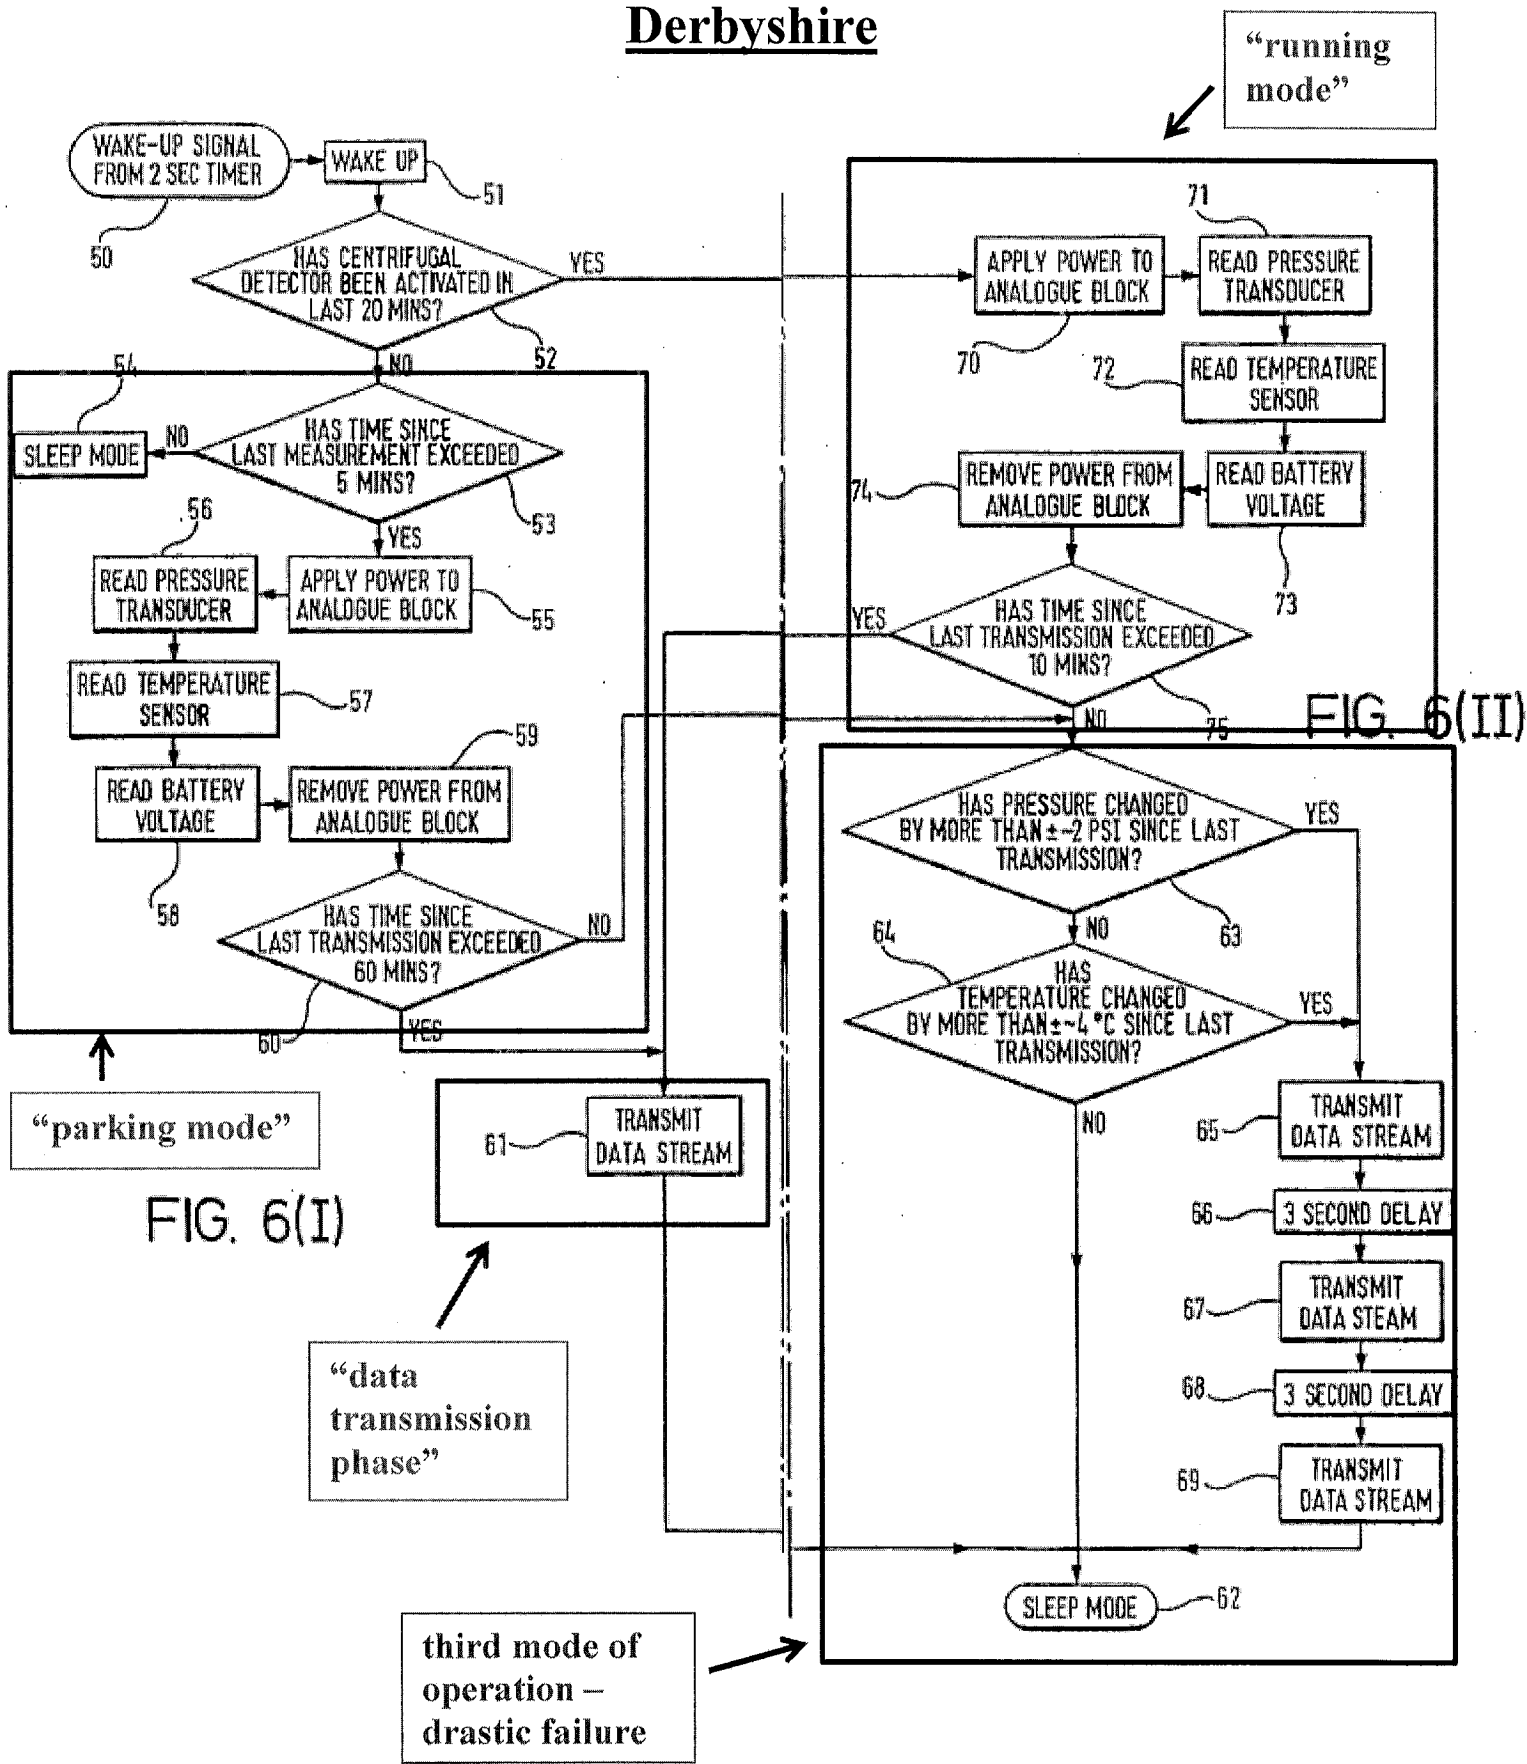 Derbyshire
“running
mode”
WAKE-UP SIGNAL
FROM 2 SEC TIMER
50
WAKE UP
51
HAS CENTRIFUGAL
DETECTOR BEEN ACTIVATED IN
LAST 20 MINS?
YES
52
NO
54
SLEEP MODE
NO
HAS TIME SINCE
LAST MEASUREMENT EXCEEDED
5 MINS?
53
YES
56
READ PRESSURE
TRANSDUCER
APPLY POWER TO
ANALOGUE BLOCK
55
READ TEMPERATURE
SENSOR
57
59
READ BATTERY
VOLTAGE
58
REMOVE POWER FROM
ANALOGUE BLOCK
HAS TIME SINCE
LAST TRANSMISSION EXCEEDED
60 MINS?
NO
60
YES
“parking mode”
61
TRANSMIT
DATA STREAM
FIG. 6(I)
“data
transmission
phase”
71
APPLY POWER TO
ANALOGUE BLOCK
70
READ PRESSURE
TRANSDUCER
72
READ TEMPERATURE
SENSOR
74
REMOVE POWER FROM
ANALOGUE BLOCK
READ BATTERY
VOLTAGE
73
YES
HAS TIME SINCE
LAST TRANSMISSION EXCEEDED
10 MINS?
75
NO
FIG. 6(II)
HAS PRESSURE CHANGED
BY MORE THAN ±~2 PSI SINCE LAST
TRANSMISSION?
YES
63
NO
64
HAS
TEMPERATURE CHANGED
BY MORE THAN ±~4 °C SINCE LAST
TRANSMISSION?
YES
NO
65
TRANSMIT
DATA STREAM
66
3 SECOND DELAY
67
TRANSMIT
DATA STEAM
68
3 SECOND DELAY
69
TRANSMIT
DATA STREAM
SLEEP MODE
62
third mode of
operation –
drastic failure